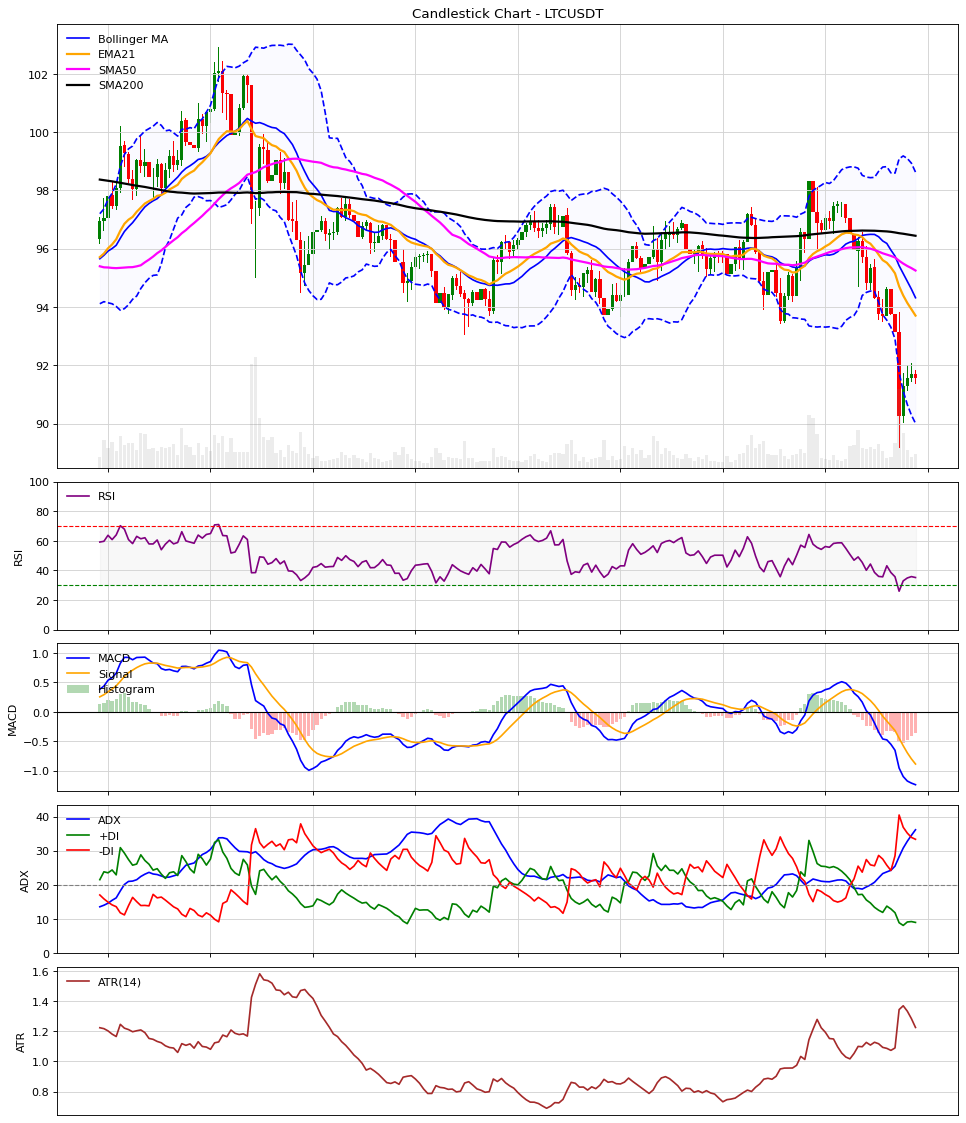 Candlestick Chart - LTCUSDT
Bollinger MA
EMA21
SMA50
SMA200
102
100
98
96
94
92
90
RSI
100
80
60
40
20
0
RSI
MACD
Signal
Histogram
1.0
0.5
0.0
−0.5
−1.0
MACD
ADX
+DI
-DI
40
30
20
10
0
ADX
ATR(14)
1.6
1.4
1.2
1.0
0.8
ATR